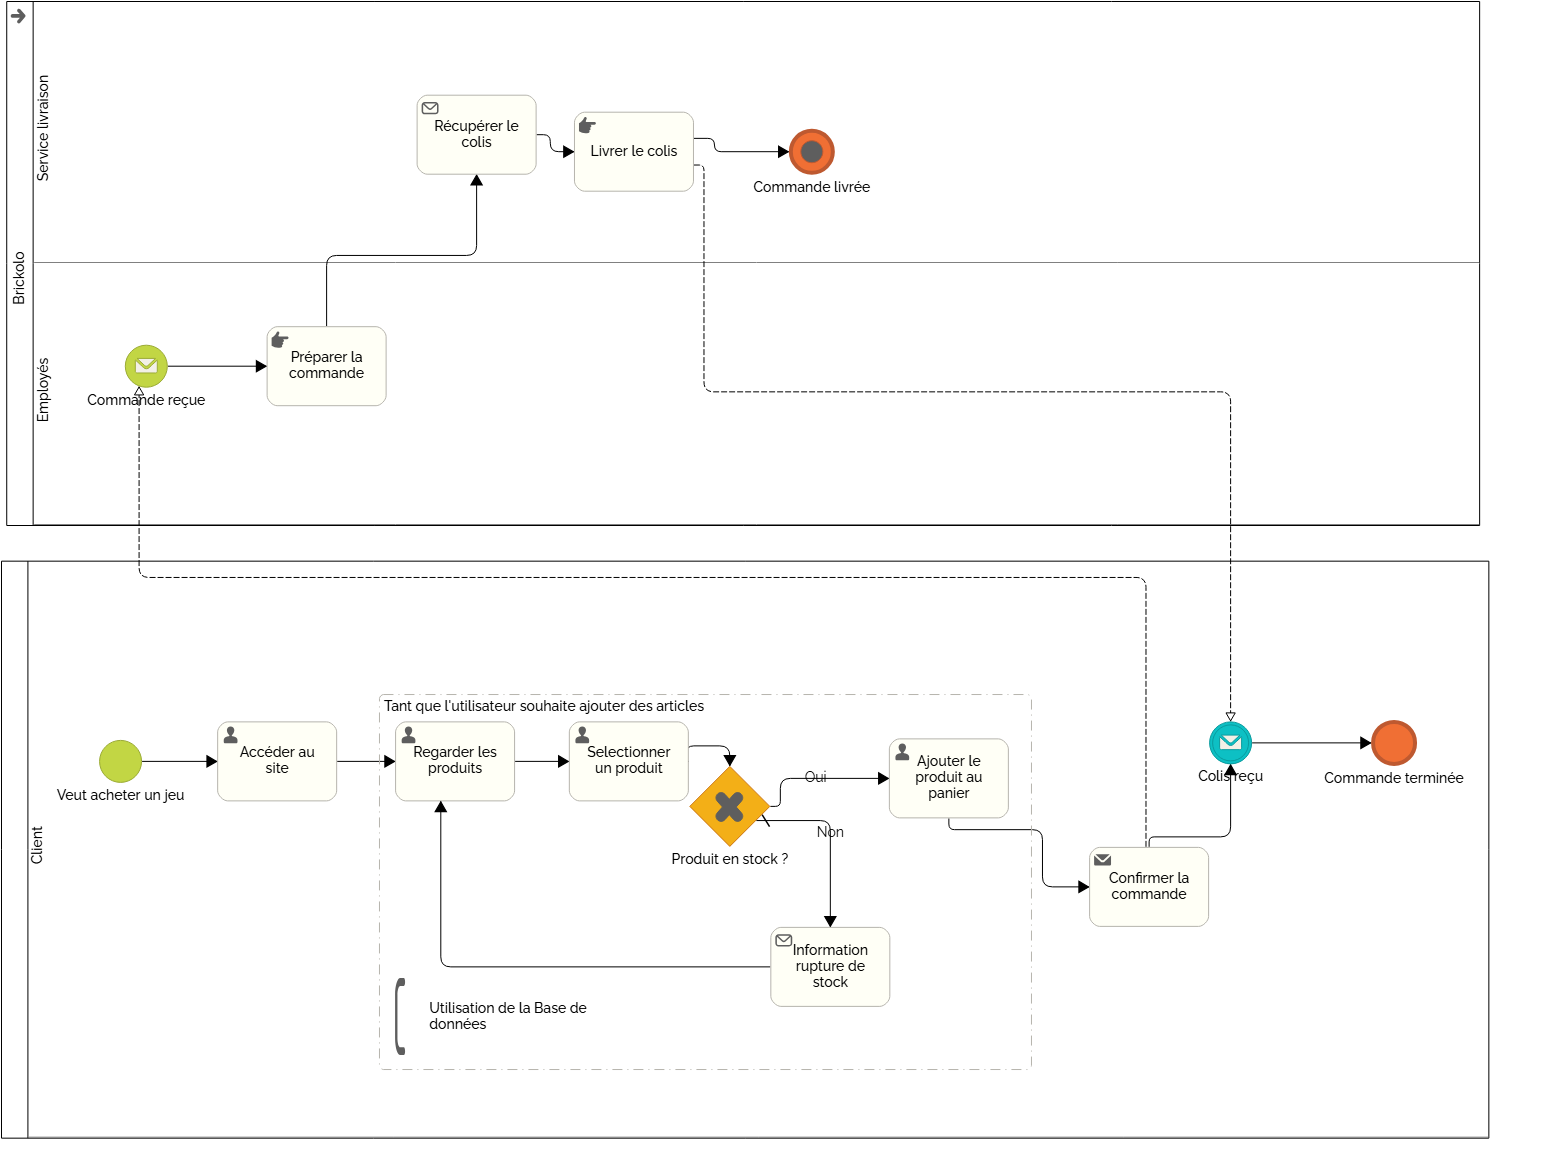 Brickolo
Service livraison
Récupérer le
colis
Livrer le colis
Commande livrée
Employés
Commande reçue
Préparer la
commande
Client
Veut acheter un jeu
Accéder au
site
Tant que l'utilisateur souhaite ajouter des articles
Regarder les
produits
Selectionner
un produit
Produit en stock ?
Oui
Non
Ajouter le
produit au
panier
Information
rupture de
stock
Utilisation de la Base de
données
Confirmer la
commande
Colis reçu
Commande terminée